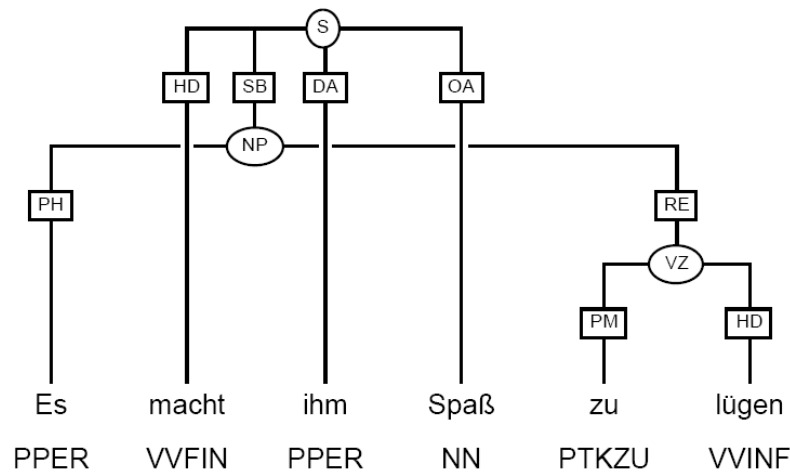 S
HD SB DA OA
NP
PH RE
VZ
PM HD
Es macht ihm Spaß zu lügen
PPER VVFIN PPER NN PTKZU VVINF